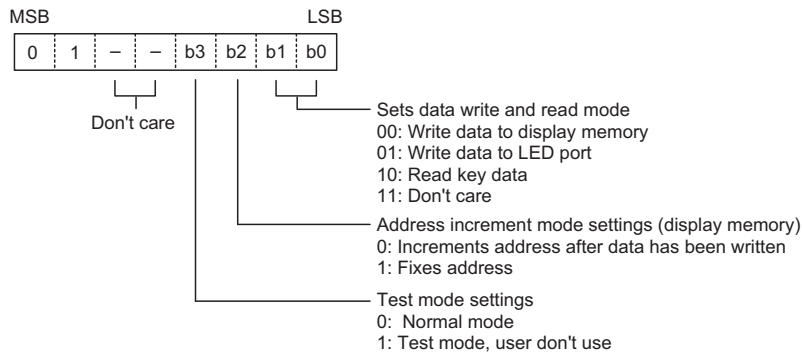 MSB LSB
0 1 – – b3 b2 b1 b0
Don't care
Sets data write and read mode
00: Write data to display memory
01: Write data to LED port
10: Read key data
11: Don't care
Address increment mode settings (display memory)
0: Increments address after data has been written
1: Fixes address
Test mode settings
0: Normal mode
1: Test mode, user don't use